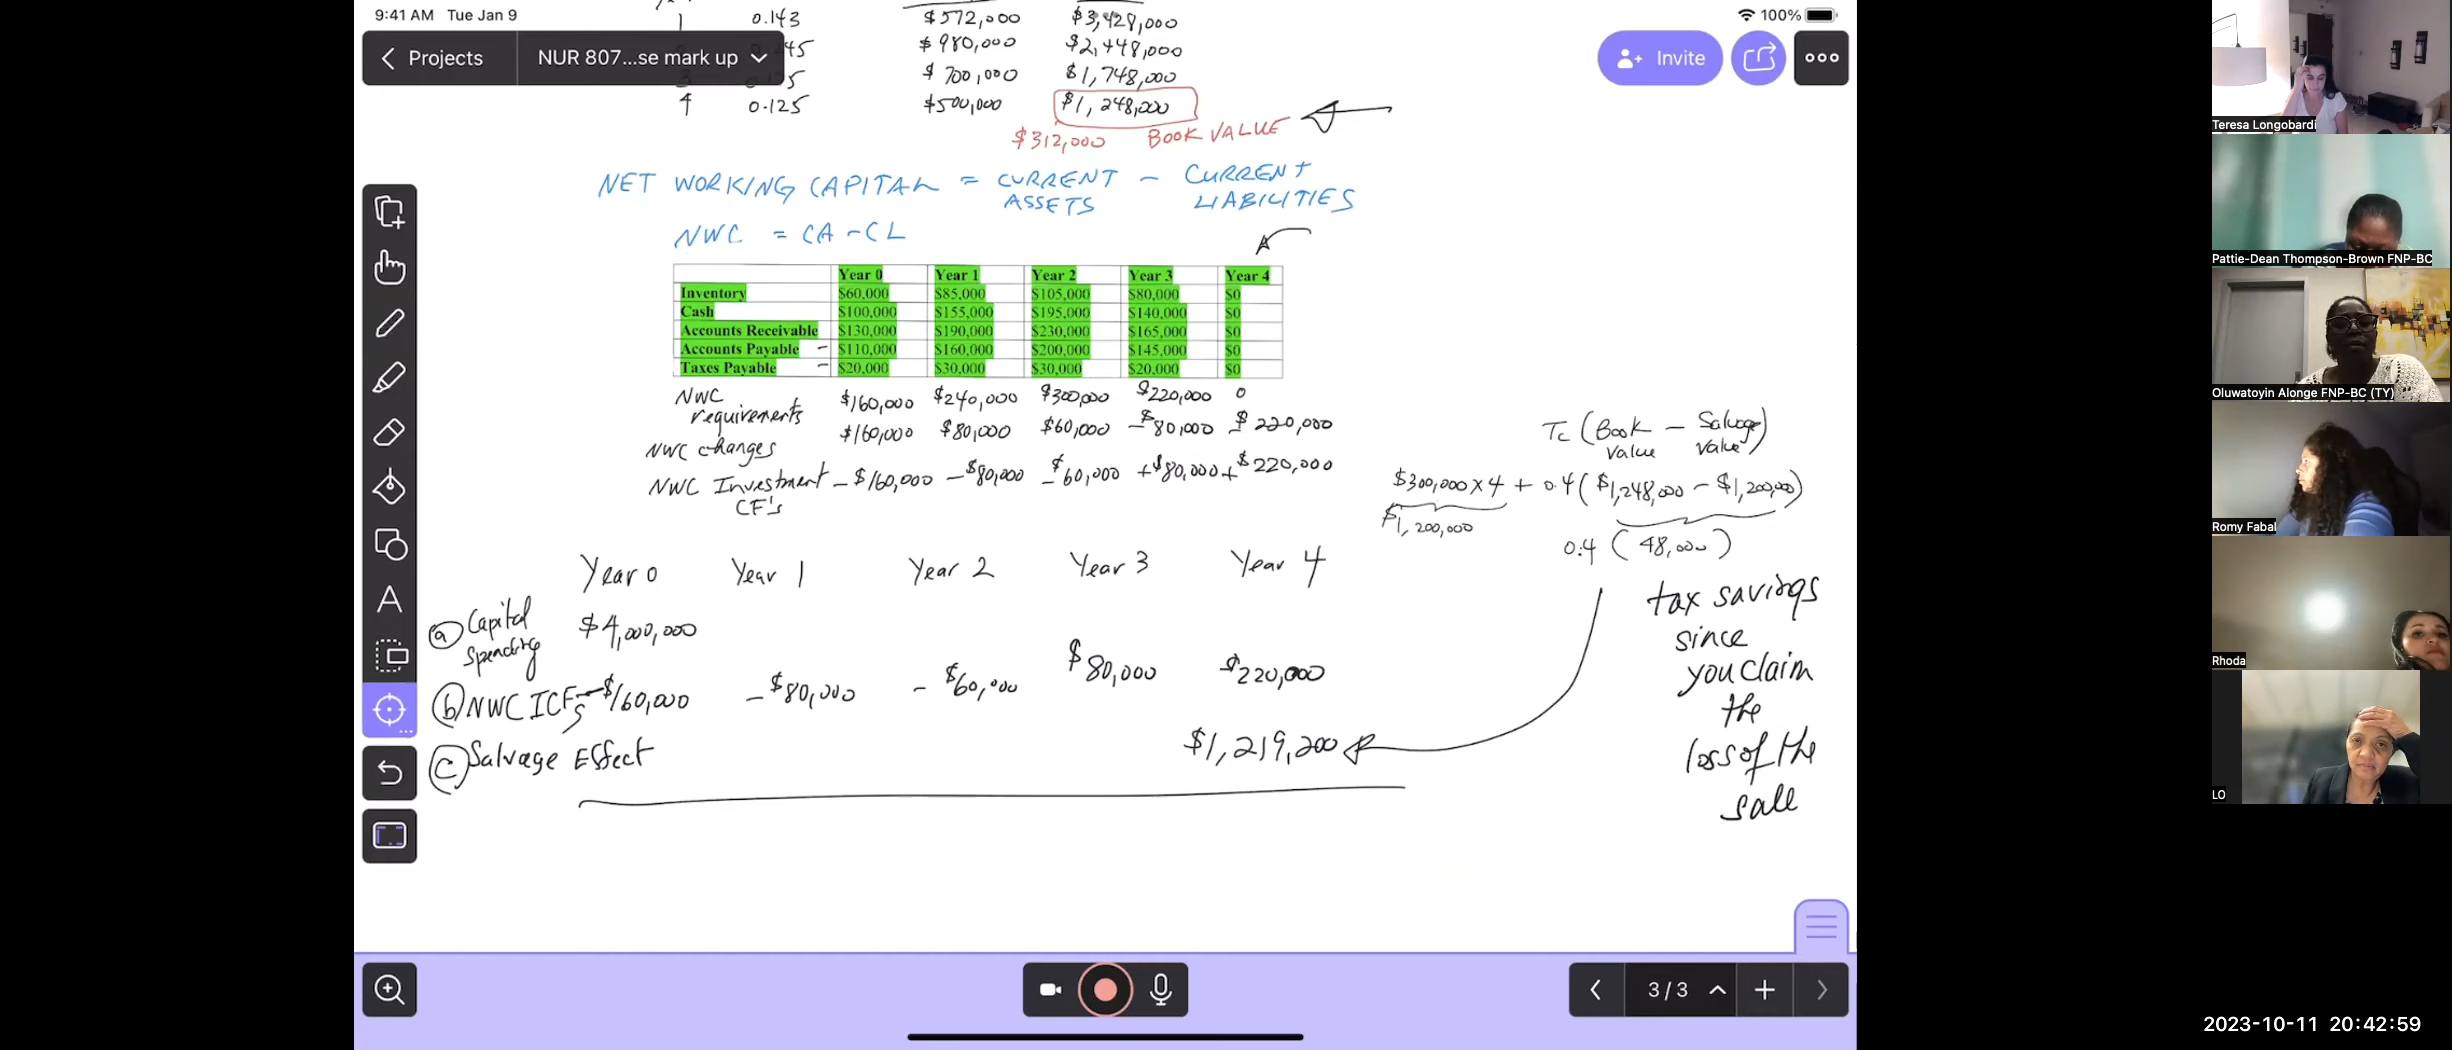 9:41 AM Tue Jan 9
100%
1 0.143 $572,000 $3,428,000
45 $980,000 $2,448,000
$700,000 $1,748,000
4 0.125 $500,000 $1,248,000
Projects
NUR 807...se mark up
Invite
$312,000 BOOK VALUE
NET WORKING CAPITAL = CURRENT ASSETS - CURRENT LIABILITIES
NWC = CA - CL
Year 0 Year 1 Year 2 Year 3 Year 4
Inventory $60,000 $85,000 $105,000 $80,000 $0
Cash $100,000 $155,000 $195,000 $140,000 $0
Accounts Receivable $130,000 $190,000 $230,000 $165,000 $0
Accounts Payable - $110,000 $160,000 $200,000 $145,000 $0
Taxes Payable - $20,000 $30,000 $30,000 $20,000 $0
NWC requirements $160,000 $240,000 $300,000 $220,000 0
NWC changes $160,000 $80,000 $60,000 -$80,000 -$220,000
NWC Investment CF's -$160,000 -$80,000 -$60,000 +$80,000 +$220,000
Tc (Book Value - Salvage Value)
$300,000 x 4 + 0.4 ($1,248,000 - $1,200,000)
$1,200,000
0.4 (48,000)
tax savings
since
you claim
the
loss of the
sale
Year 0 Year 1 Year 2 Year 3 Year 4
(a) Capital Spending $4,000,000
(b) NWC ICF's -$160,000 -$80,000 -$60,000 $80,000 $220,000
(c) Salvage Effect $1,219,200
3/3
Teresa Longobardi
Pattie-Dean Thompson-Brown FNP-BC
Oluwatoyin Alonge FNP-BC (TY)
Romy Fabal
Rhoda
LO
2023-10-11 20:42:59